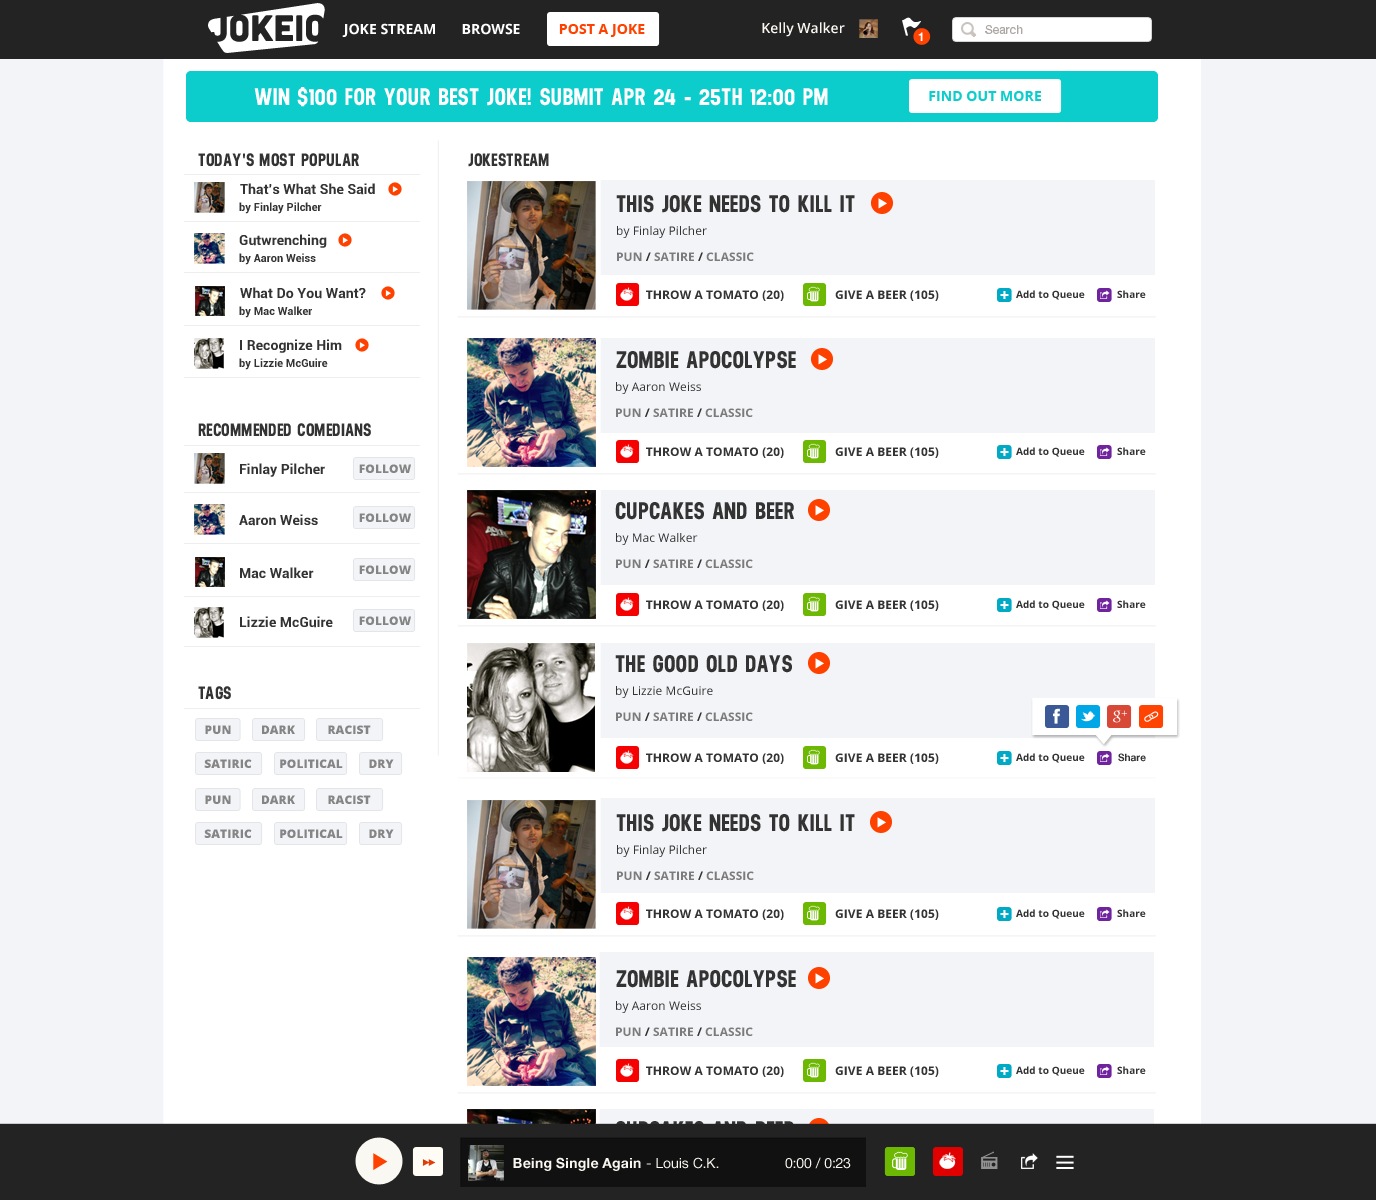 JOKEIO
JOKE STREAM
BROWSE
POST A JOKE
Kelly Walker
1
Search
WIN $100 FOR YOUR BEST JOKE! SUBMIT APR 24 - 25TH 12:00 PM
FIND OUT MORE
TODAY'S MOST POPULAR
That's What She Said
by Finlay Pilcher
Gutwrenching
by Aaron Weiss
What Do You Want?
by Mac Walker
I Recognize Him
by Lizzie McGuire
RECOMMENDED COMEDIANS
Finlay Pilcher FOLLOW
Aaron Weiss FOLLOW
Mac Walker FOLLOW
Lizzie McGuire FOLLOW
TAGS
PUN DARK RACIST
SATIRIC POLITICAL DRY
PUN DARK RACIST
SATIRIC POLITICAL DRY
JOKESTREAM
THIS JOKE NEEDS TO KILL IT
by Finlay Pilcher
PUN / SATIRE / CLASSIC
THROW A TOMATO (20) GIVE A BEER (105) Add to Queue Share
ZOMBIE APOCOLYPSE
by Aaron Weiss
PUN / SATIRE / CLASSIC
THROW A TOMATO (20) GIVE A BEER (105) Add to Queue Share
CUPCAKES AND BEER
by Mac Walker
PUN / SATIRE / CLASSIC
THROW A TOMATO (20) GIVE A BEER (105) Add to Queue Share
THE GOOD OLD DAYS
by Lizzie McGuire
PUN / SATIRE / CLASSIC
f g+
THROW A TOMATO (20) GIVE A BEER (105) Add to Queue Share
THIS JOKE NEEDS TO KILL IT
by Finlay Pilcher
PUN / SATIRE / CLASSIC
THROW A TOMATO (20) GIVE A BEER (105) Add to Queue Share
ZOMBIE APOCOLYPSE
by Aaron Weiss
PUN / SATIRE / CLASSIC
THROW A TOMATO (20) GIVE A BEER (105) Add to Queue Share
CUPCAKES AND BEER
Being Single Again - Louis C.K. 0:00 / 0:23